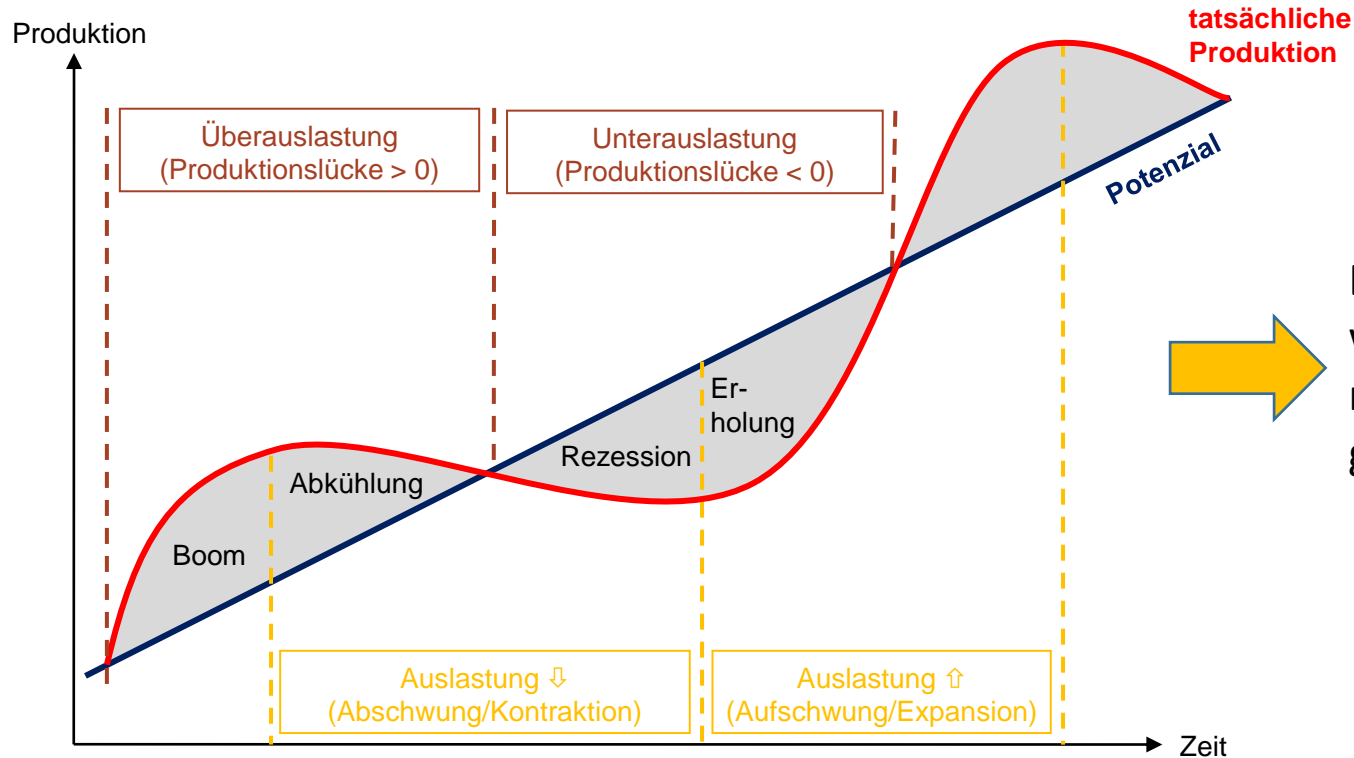 tatsächliche
Produktion
Produktion
Überauslastung
(Produktionslücke > 0)
Unterauslastung
(Produktionslücke < 0)
Potenzial
Er-
holung
Rezession
Abkühlung
Boom
Auslastung ⇩
(Abschwung/Kontraktion)
Auslastung ⇧
(Aufschwung/Expansion)
Zeit